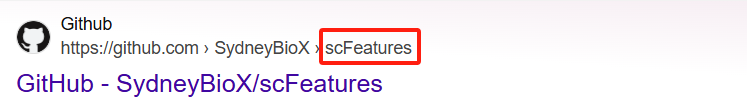 Github
https://github.com › SydneyBioX › scFeatures
GitHub - SydneyBioX/scFeatures